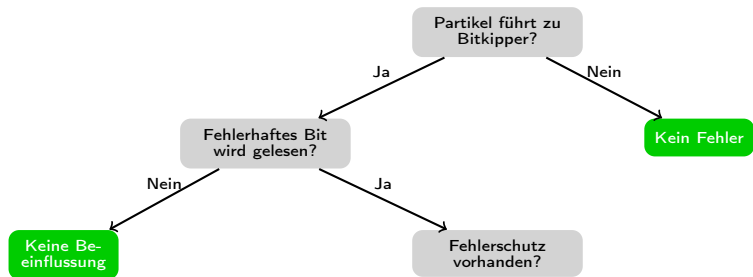 Partikel führt zu
Bitkipper?
Ja
Nein
Fehlerhaftes Bit
wird gelesen?
Kein Fehler
Nein
Ja
Keine Be-
einflussung
Fehlerschutz
vorhanden?